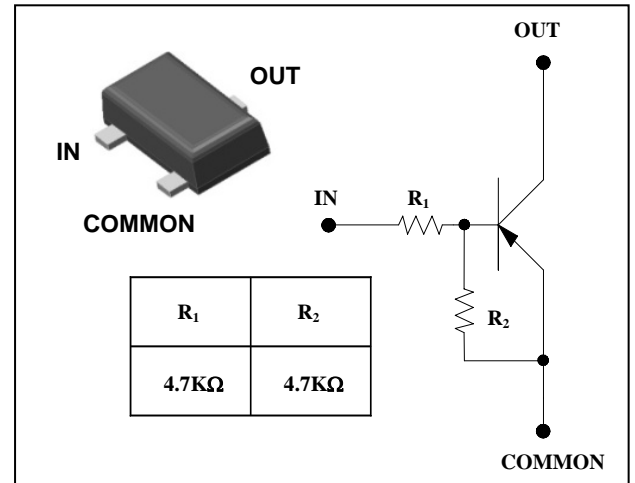 OUT
OUT
IN
COMMON
IN
R₁
R₂
R₁ R₂
4.7KΩ 4.7KΩ
COMMON